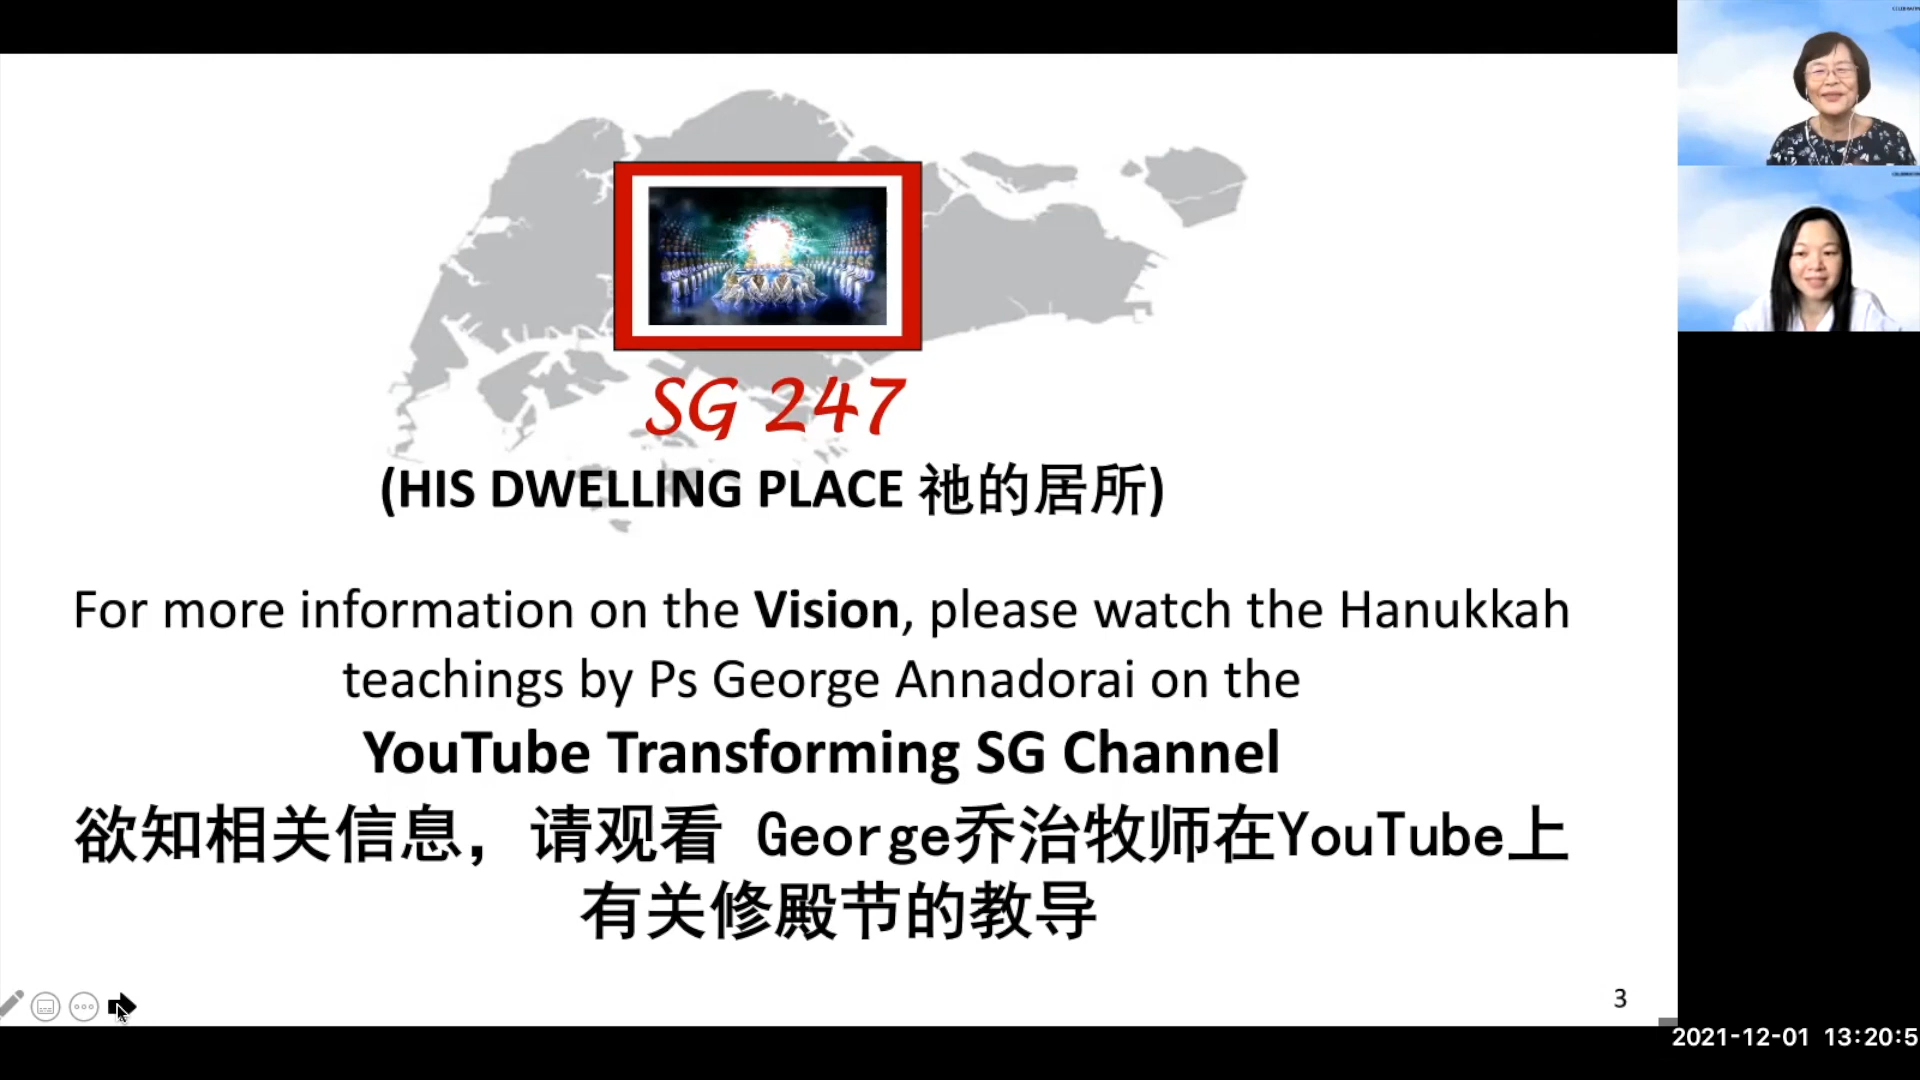 SG 247
(HIS DWELLING PLACE 祂的居所)
For more information on the Vision, please watch the Hanukkah
teachings by Ps George Annadorai on the
YouTube Transforming SG Channel
欲知相关信息，请观看 George乔治牧师在YouTube上
有关修殿节的教导
3
2021-12-01 13:20:5